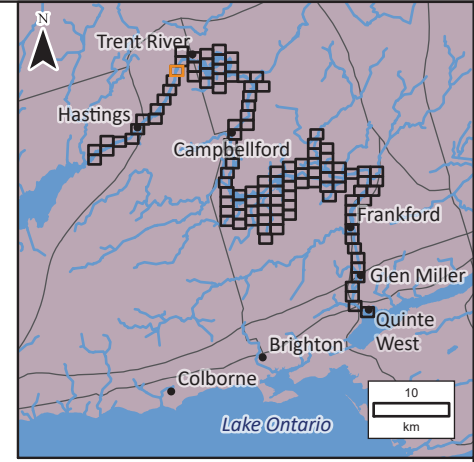 N
Trent River
Hastings
Campbellford
Frankford
Glen Miller
Quinte
West
Brighton
Colborne
Lake Ontario
10
km